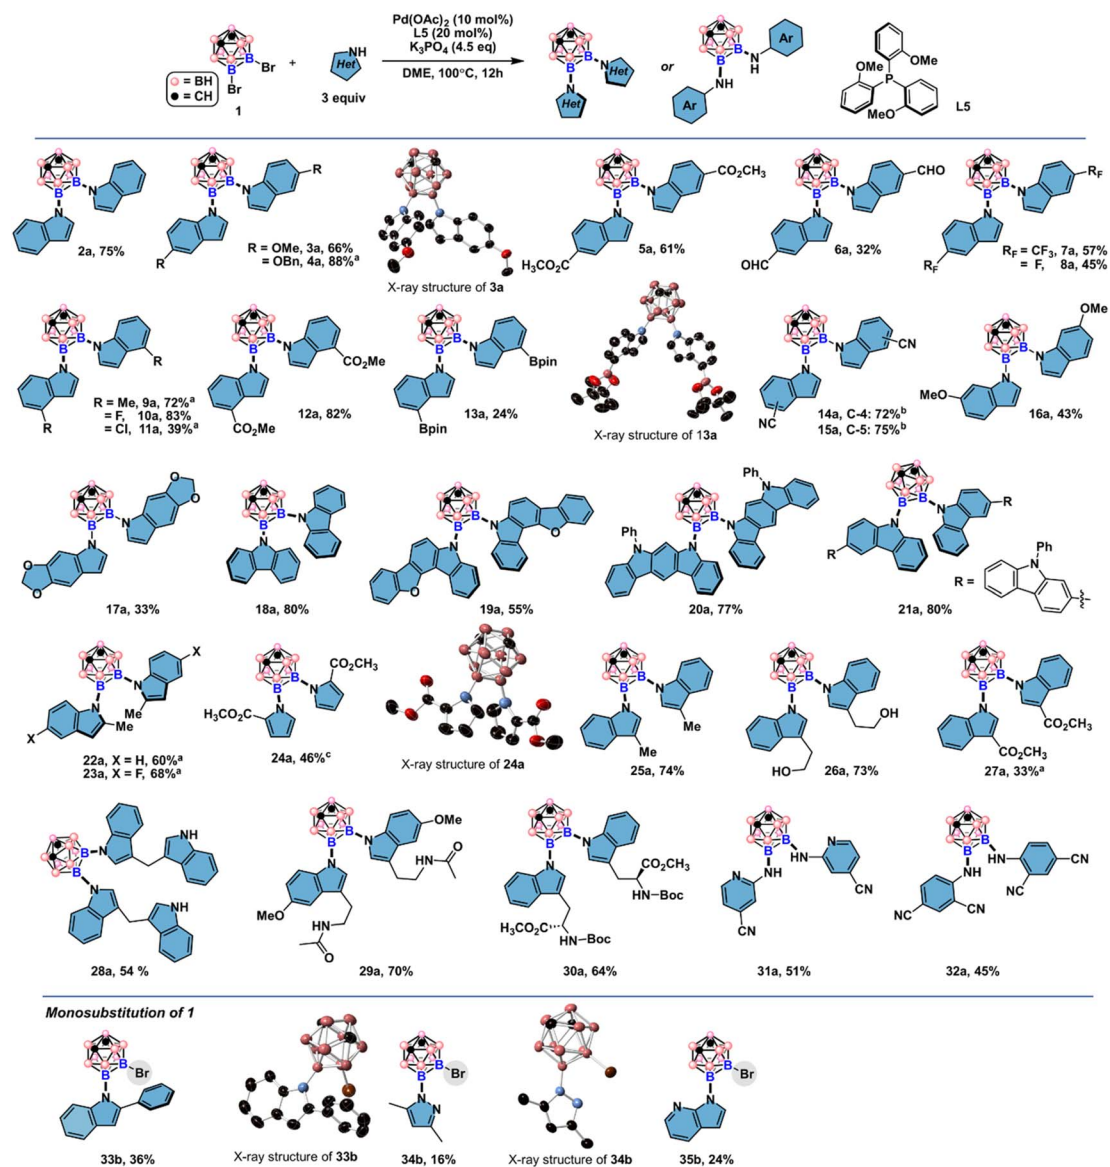 Pd(OAc)₂ (10 mol%)
L5 (20 mol%)
K₃PO₄ (4.5 eq)
DME, 100°C, 12h
B B Br
Br
= BH
= CH
1
+
NH
Het
3 equiv
B B N Het
N
Het
or
B B N H Ar
NH
Ar
OMe
OMe
P
MeO
L5
B B N
N
2a, 75%
B B N R
N
R
R = OMe, 3a, 66%
= OBn, 4a, 88%ᵃ
X-ray structure of 3a
B B N COOCH₃
N
CH₃OOC
5a, 61%
B B N CHO
N
OHC
6a, 32%
B B N R_F
N
R_F
R_F = CF₃, 7a, 57%
= F, 8a, 45%
B B N R
N
R
R = Me, 9a, 72%ᵃ
= F, 10a, 83%
= Cl, 11a, 39%ᵃ
B B N CO₂Me
N
CO₂Me
12a, 82%
B B N Bpin
N
Bpin
13a, 24%
X-ray structure of 13a
B B N CN
N
NC
14a, C-4: 72%ᵇ
15a, C-5: 75%ᵇ
OMe
B B N
N
MeO
16a, 43%
O O
B B N
N
O O
17a, 33%
B B N
N
18a, 80%
B B N O
N
O
19a, 55%
Ph
N
B B N
Ph
N N
20a, 77%
B B N R
N
R
R =
Ph
N
21a, 80%
X
B B N
N Me
Me
X
22a, X = H, 60%ᵃ
23a, X = F, 68%ᵃ
CO₂CH₃
B B N
CH₃O₂C N
24a, 46%ᶜ
X-ray structure of 24a
B B N
N Me
Me
25a, 74%
B B N
N OH
HO
26a, 73%
B B N
N CO₂CH₃
CO₂CH₃
27a, 33%ᵃ
B B N NH
N NH
28a, 54 %
B B N OMe
N HN O
MeO
HN
O
29a, 70%
B B N
N CO₂CH₃
HN−Boc
CH₃O₂C
HN−Boc
30a, 64%
B B HN N
N NH CN
CN
31a, 51%
B B HN CN
NH CN
NC CN
32a, 45%
Monosubstitution of 1
B B Br
N
33b, 36%
X-ray structure of 33b
B B Br
N N
34b, 16%
X-ray structure of 34b
B B Br
N N
35b, 24%